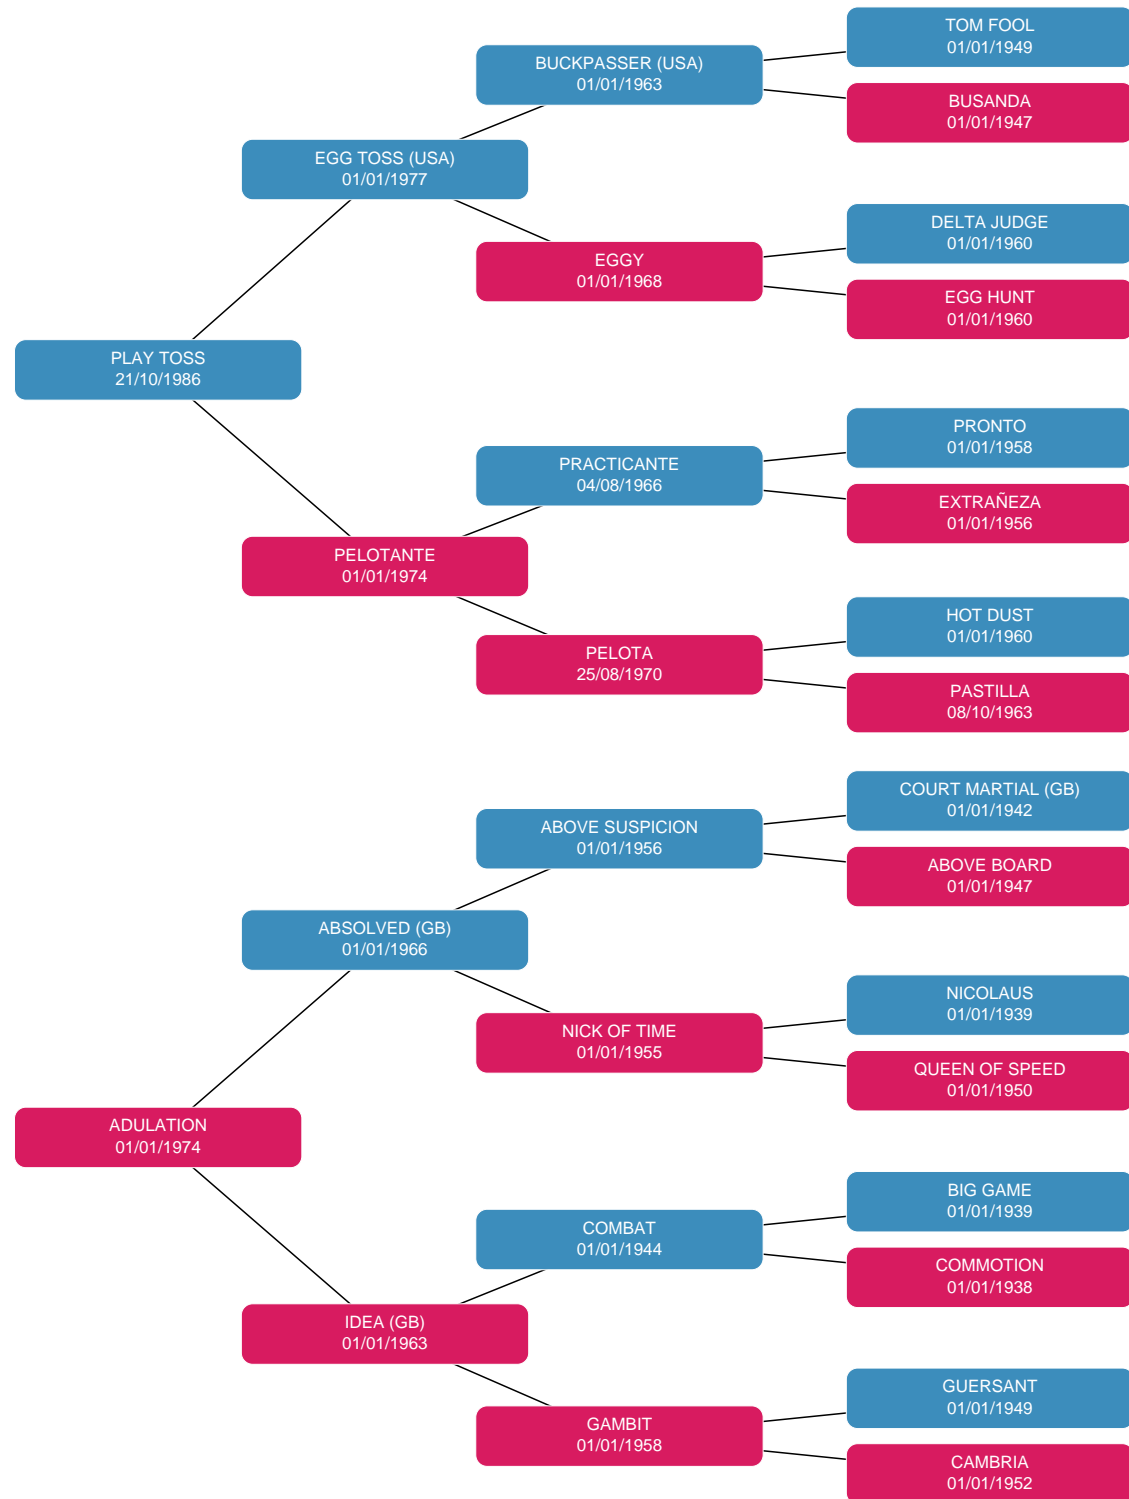 TOM FOOL
01/01/1949
BUCKPASSER (USA)
01/01/1963
BUSANDA
01/01/1947
EGG TOSS (USA)
01/01/1977
DELTA JUDGE
01/01/1960
EGGY
01/01/1968
EGG HUNT
01/01/1960
PLAY TOSS
21/10/1986
PRONTO
01/01/1958
PRACTICANTE
04/08/1966
EXTRAÑEZA
01/01/1956
PELOTANTE
01/01/1974
HOT DUST
01/01/1960
PELOTA
25/08/1970
PASTILLA
08/10/1963
COURT MARTIAL (GB)
01/01/1942
ABOVE SUSPICION
01/01/1956
ABOVE BOARD
01/01/1947
ABSOLVED (GB)
01/01/1966
NICOLAUS
01/01/1939
NICK OF TIME
01/01/1955
QUEEN OF SPEED
01/01/1950
ADULATION
01/01/1974
BIG GAME
01/01/1939
COMBAT
01/01/1944
COMMOTION
01/01/1938
IDEA (GB)
01/01/1963
GUERSANT
01/01/1949
GAMBIT
01/01/1958
CAMBRIA
01/01/1952